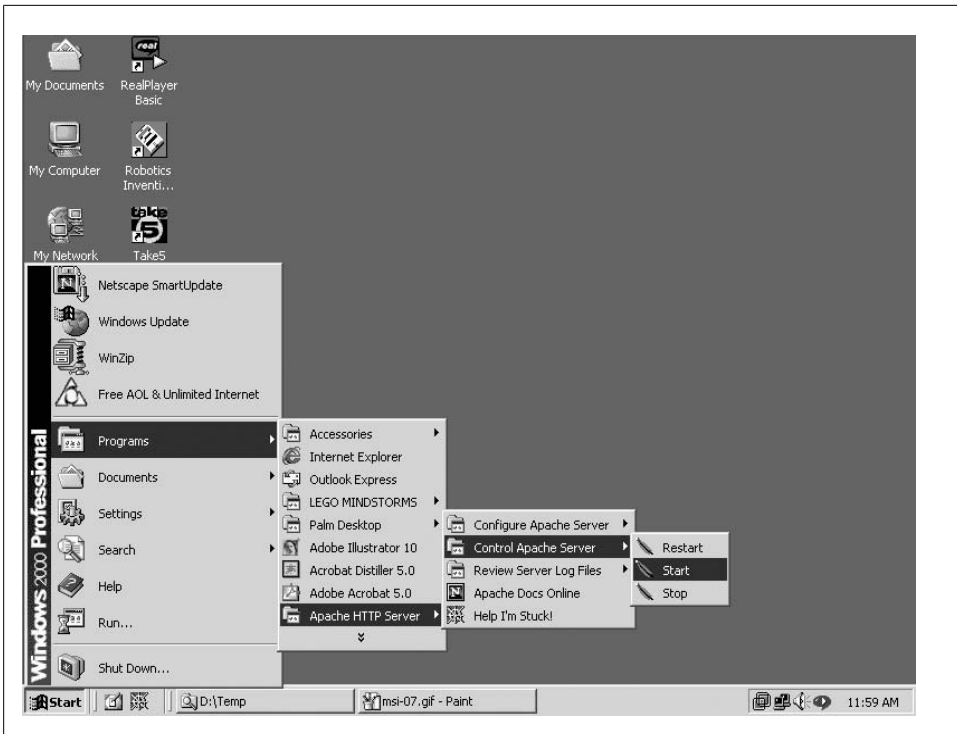 real
My Documents
RealPlayer
Basic
My Computer
Robotics
Inventi...
take
5
My Network
Take5
Netscape SmartUpdate
Windows Update
WinZip
Free AOL & Unlimited Internet
Programs
Documents
Settings
Search
Help
Run...
Shut Down...
Windows 2000 Professional
Accessories
Internet Explorer
Outlook Express
LEGO MINDSTORMS
Palm Desktop
Adobe Illustrator 10
Acrobat Distiller 5.0
Adobe Acrobat 5.0
Apache HTTP Server
Configure Apache Server
Control Apache Server
Review Server Log Files
Apache Docs Online
Help I'm Stuck!
Restart
Start
Stop
Start
D:\Temp
msi-07.gif - Paint
11:59 AM